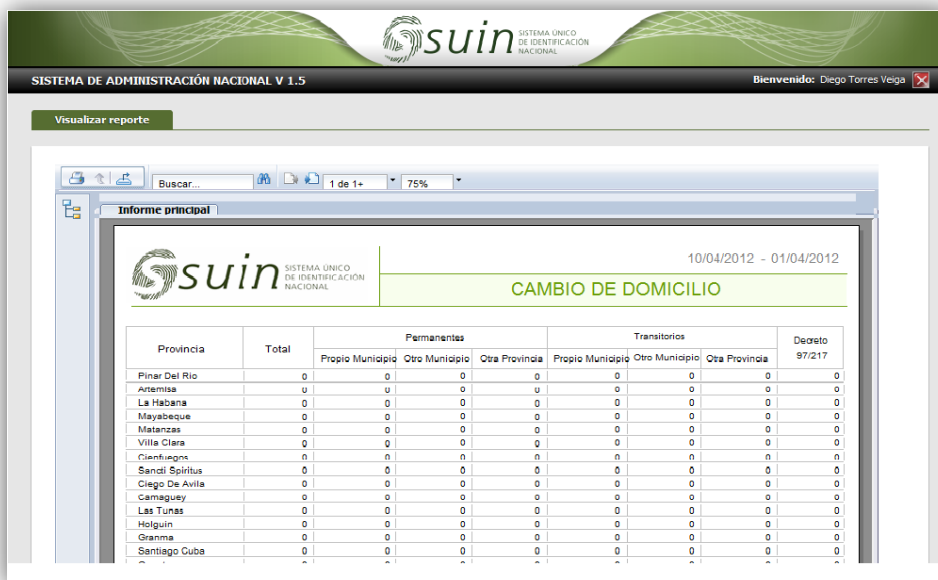 suin SISTEMA ÚNICO
DE IDENTIFICACIÓN
NACIONAL
SISTEMA DE ADMINISTRACIÓN NACIONAL V 1.5
Bienvenido: Diego Torres Veiga
Visualizar reporte
Buscar...
1 de 1+
75%
Informe principal
suin SISTEMA ÚNICO
DE IDENTIFICACIÓN
NACIONAL
10/04/2012 - 01/04/2012
CAMBIO DE DOMICILIO
Provincia Total Permanentes Transitorios Decreto 97/217
Propio Municipio Otro Municipio Otra Provincia Propio Municipio Otro Municipio Otra Provincia
Pinar Del Rio 0 0 0 0 0 0 0 0
Artemisa 0 0 0 0 0 0 0 0
La Habana 0 0 0 0 0 0 0 0
Mayabeque 0 0 0 0 0 0 0 0
Matanzas 0 0 0 0 0 0 0 0
Villa Clara 0 0 0 0 0 0 0 0
Cienfuegos 0 0 0 0 0 0 0 0
Sancti Spiritus 0 0 0 0 0 0 0 0
Ciego De Avila 0 0 0 0 0 0 0 0
Camaguey 0 0 0 0 0 0 0 0
Las Tunas 0 0 0 0 0 0 0 0
Holguin 0 0 0 0 0 0 0 0
Granma 0 0 0 0 0 0 0 0
Santiago Cuba 0 0 0 0 0 0 0 0